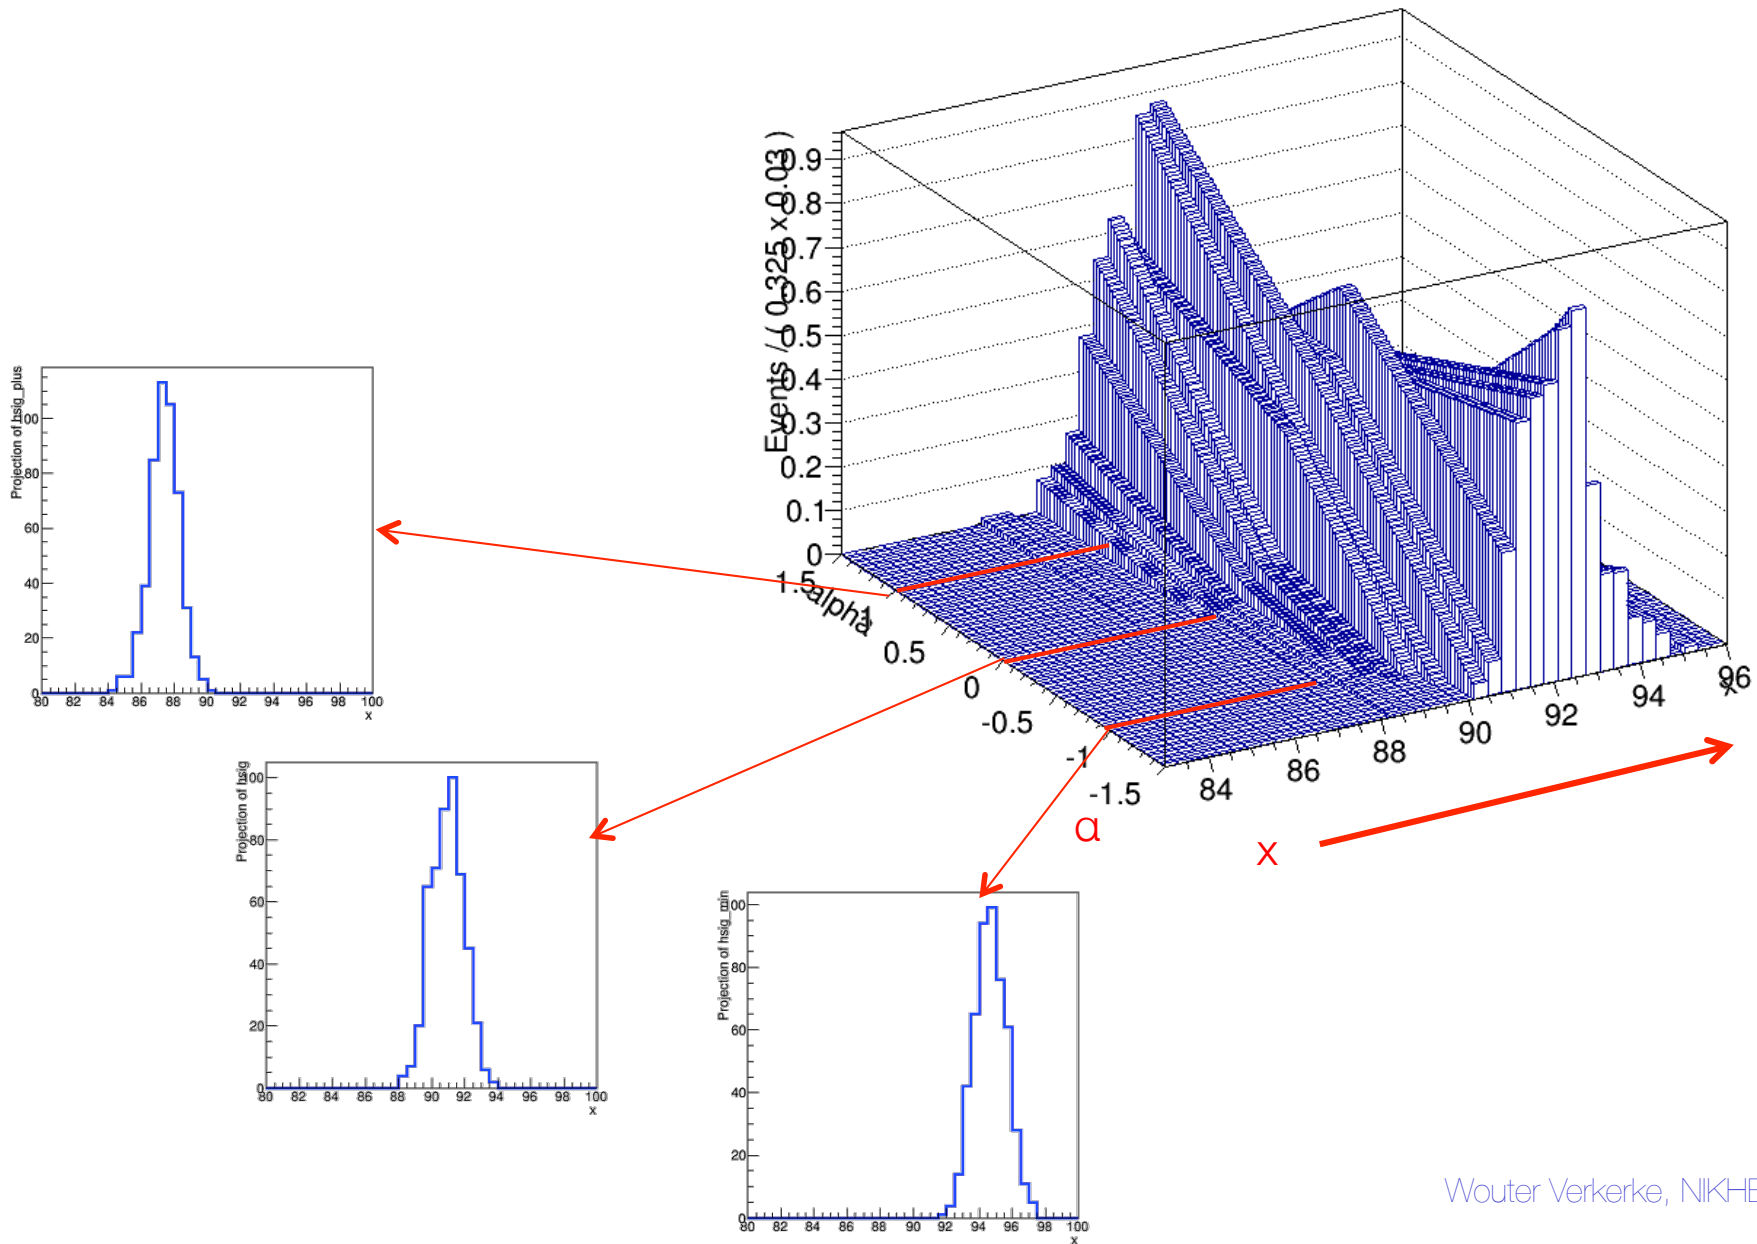 Events / ( 0.325 x 0.03 )
0.9
0.8
0.7
0.6
0.5
0.4
0.3
0.2
0.1
0
1.5
1
0.5
0
-0.5
-1
-1.5
alpha
84
86
88
90
92
94
96
x
α
x
Projection of hsig_plus
100
80
60
40
20
0
80 82 84 86 88 90 92 94 96 98 100
x
Projection of hsig
100
80
60
40
20
0
80 82 84 86 88 90 92 94 96 98 100
x
Projection of hsig_min
100
80
60
40
20
0
80 82 84 86 88 90 92 94 96 98 100
x
Wouter Verkerke, NIKHE